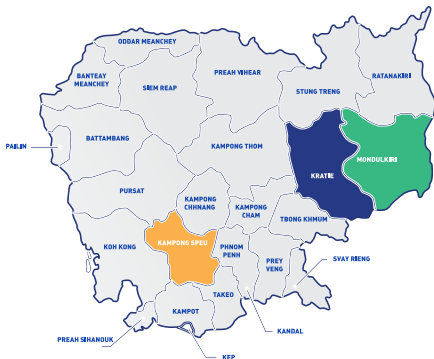 ODDAR MEANCHEY
BANTEAY
MEANCHEY
SIEM REAP
PREAH VIHEAR
STUNG TRENG
RATANAKIRI
PAILIN
BATTAMBANG
KAMPONG THOM
KRATIE
MONDULKIRI
PURSAT
KAMPONG
CHHNANG
KAMPONG
CHAM
TBONG KHMUM
KOH KONG
KAMPONG SPEU
PHNOM
PENH
PREY
VENG
SVAY RIENG
TAKEO
KAMPOT
KANDAL
PREAH SIHANOUK
KEP